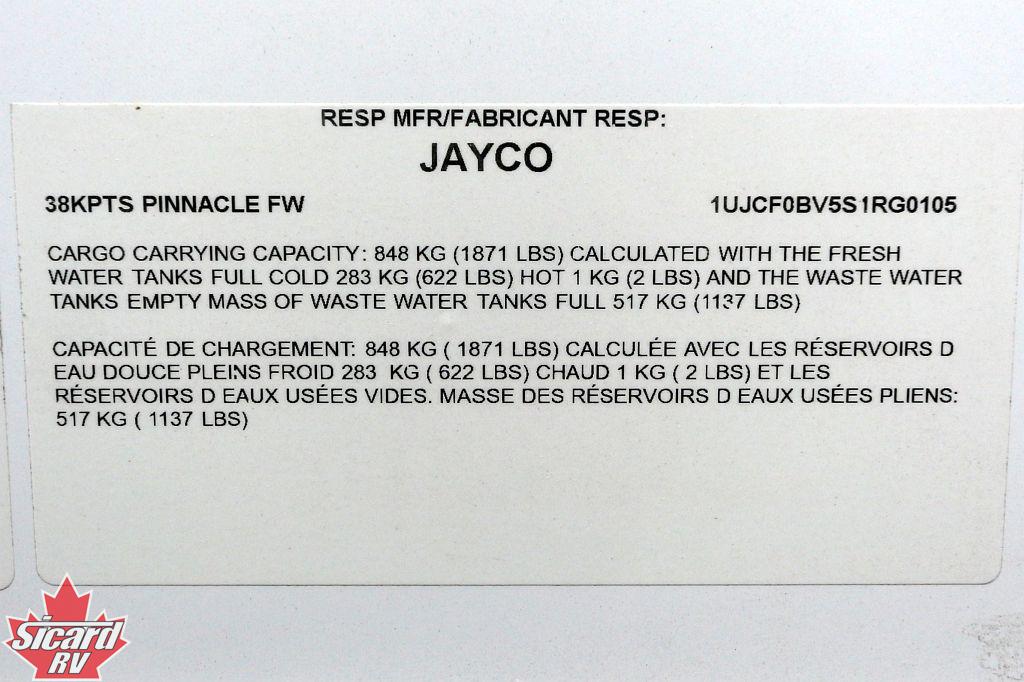 RESP MFR/FABRICANT RESP:
JAYCO
38KPTS PINNACLE FW 1UJCF0BV5S1RG0105
CARGO CARRYING CAPACITY: 848 KG (1871 LBS) CALCULATED WITH THE FRESH
WATER TANKS FULL COLD 283 KG (622 LBS) HOT 1 KG (2 LBS) AND THE WASTE WATER
TANKS EMPTY MASS OF WASTE WATER TANKS FULL 517 KG (1137 LBS)
CAPACITÉ DE CHARGEMENT: 848 KG ( 1871 LBS) CALCULÉE AVEC LES RÉSERVOIRS D
EAU DOUCE PLEINS FROID 283 KG ( 622 LBS) CHAUD 1 KG ( 2 LBS) ET LES
RÉSERVOIRS D EAUX USÉES VIDES. MASSE DES RÉSERVOIRS D EAUX USÉES PLIENS:
517 KG ( 1137 LBS)
Sicard
RV